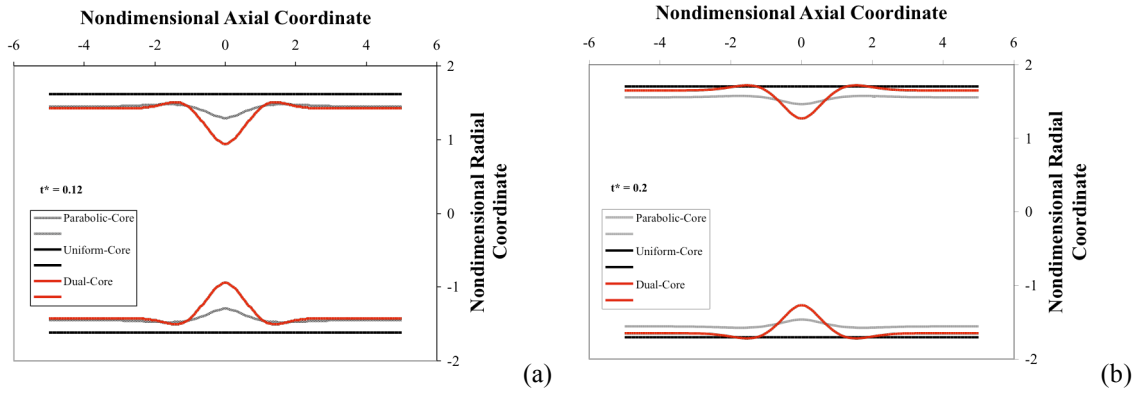 Nondimensional Axial Coordinate
-6 -4 -2 0 2 4 6
2
1
0
-1
-2
Nondimensional Radial
Coordinate
t* = 0.12
Parabolic-Core
Uniform-Core
Dual-Core
(a)
Nondimensional Axial Coordinate
-6 -4 -2 0 2 4 6
2
1
0
-1
-2
Nondimensional Radial
Coordinate
t* = 0.2
Parabolic-Core
Uniform-Core
Dual-Core
(b)